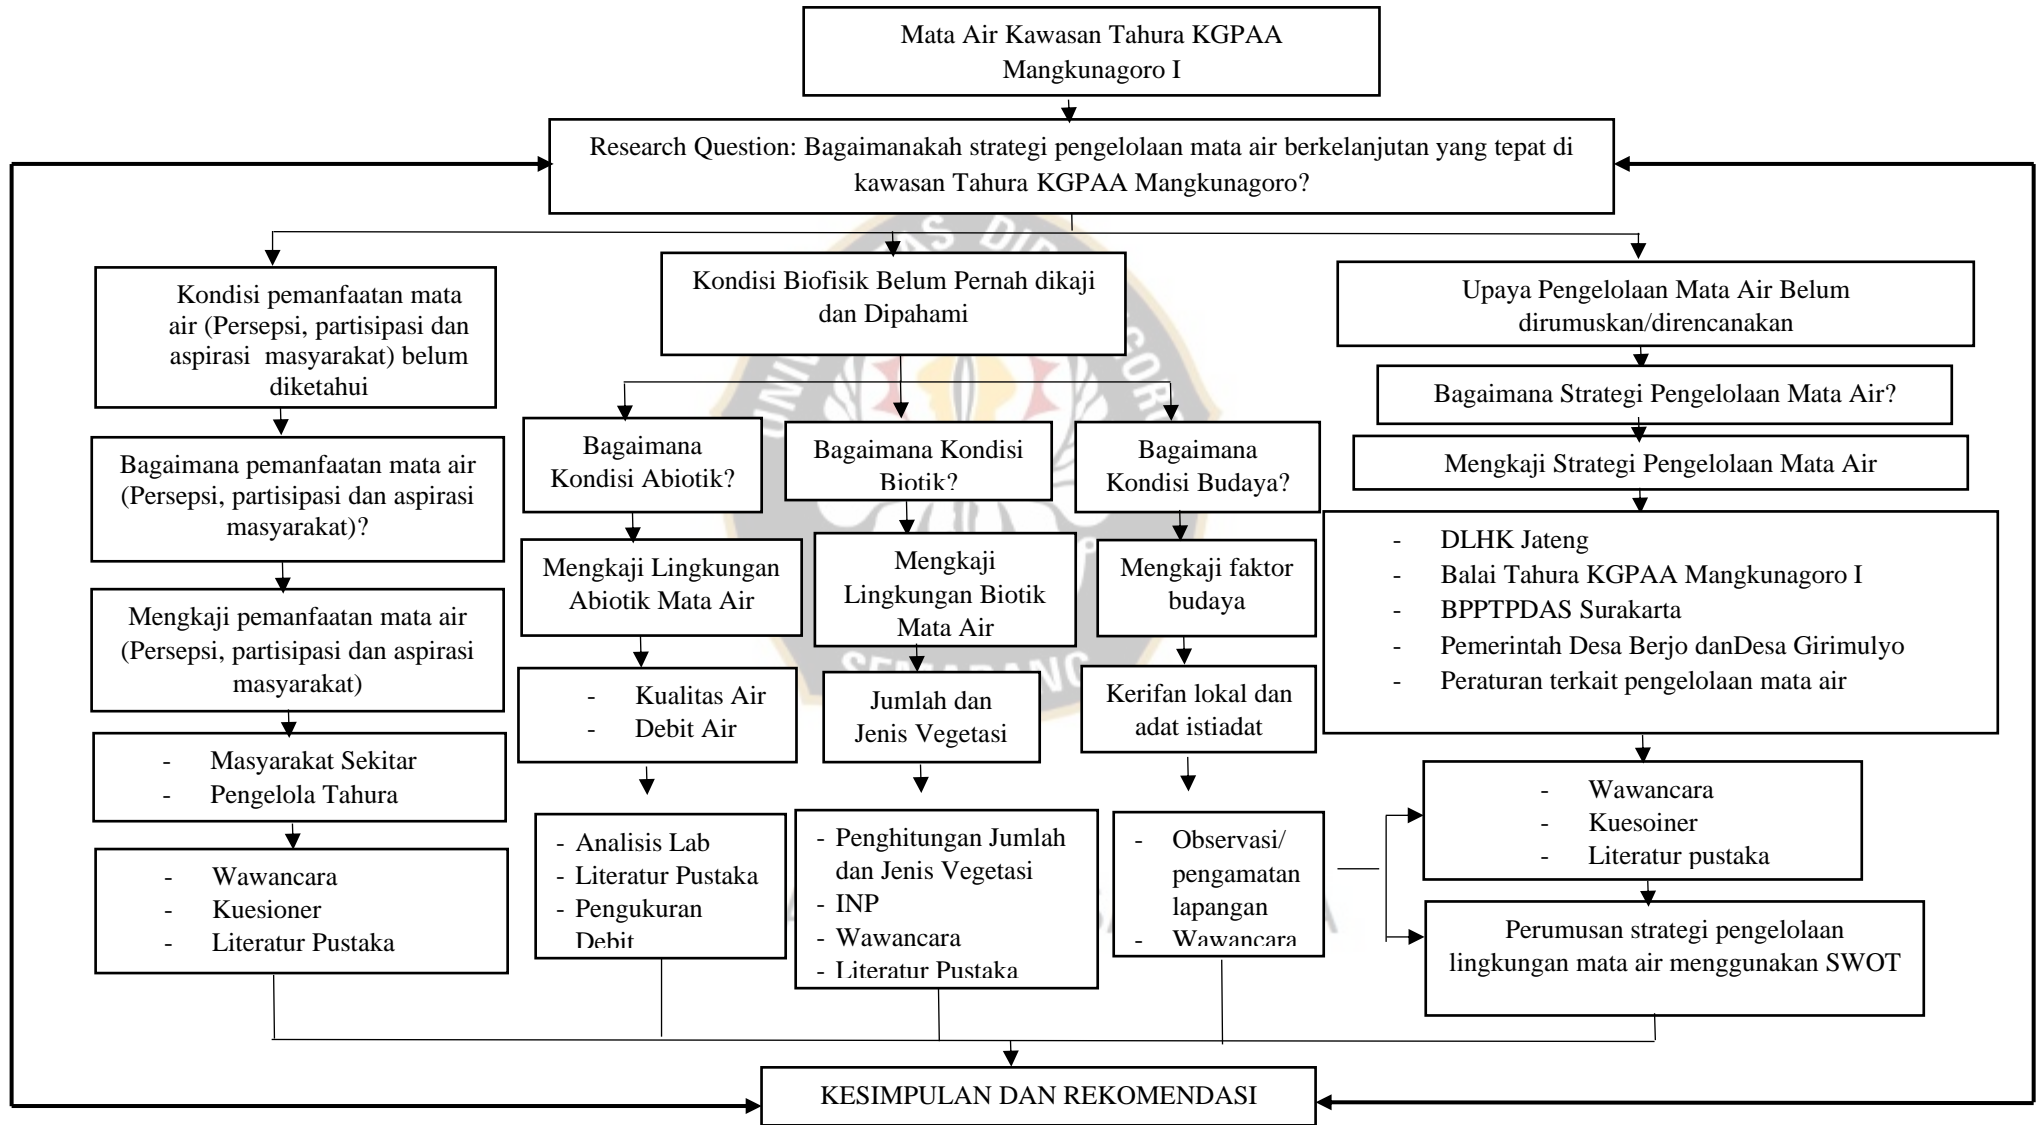 Mata Air Kawasan Tahura KGPAA
Mangkunagoro I
Research Question: Bagaimanakah strategi pengelolaan mata air berkelanjutan yang tepat di
kawasan Tahura KGPAA Mangkunagoro?
Kondisi pemanfaatan mata
air (Persepsi, partisipasi dan
aspirasi masyarakat) belum
diketahui
Bagaimana pemanfaatan mata air
(Persepsi, partisipasi dan aspirasi
masyarakat)?
Mengkaji pemanfaatan mata air
(Persepsi, partisipasi dan aspirasi
masyarakat)
- Masyarakat Sekitar
- Pengelola Tahura
- Wawancara
- Kuesioner
- Literatur Pustaka
Kondisi Biofisik Belum Pernah dikaji
dan Dipahami
Bagaimana
Kondisi Abiotik?
Mengkaji Lingkungan
Abiotik Mata Air
- Kualitas Air
- Debit Air
- Analisis Lab
- Literatur Pustaka
- Pengukuran
Debit
Bagaimana Kondisi
Biotik?
Mengkaji
Lingkungan Biotik
Mata Air
Jumlah dan
Jenis Vegetasi
- Penghitungan Jumlah
dan Jenis Vegetasi
- INP
- Wawancara
- Literatur Pustaka
Bagaimana
Kondisi Budaya?
Mengkaji faktor
budaya
Kerifan lokal dan
adat istiadat
- Observasi/
pengamatan
lapangan
- Wawancara
Upaya Pengelolaan Mata Air Belum
dirumuskan/direncanakan
Bagaimana Strategi Pengelolaan Mata Air?
Mengkaji Strategi Pengelolaan Mata Air
- DLHK Jateng
- Balai Tahura KGPAA Mangkunagoro I
- BPPTPDAS Surakarta
- Pemerintah Desa Berjo danDesa Girimulyo
- Peraturan terkait pengelolaan mata air
- Wawancara
- Kuesoiner
- Literatur pustaka
Perumusan strategi pengelolaan
lingkungan mata air menggunakan SWOT
KESIMPULAN DAN REKOMENDASI
SEMARANG